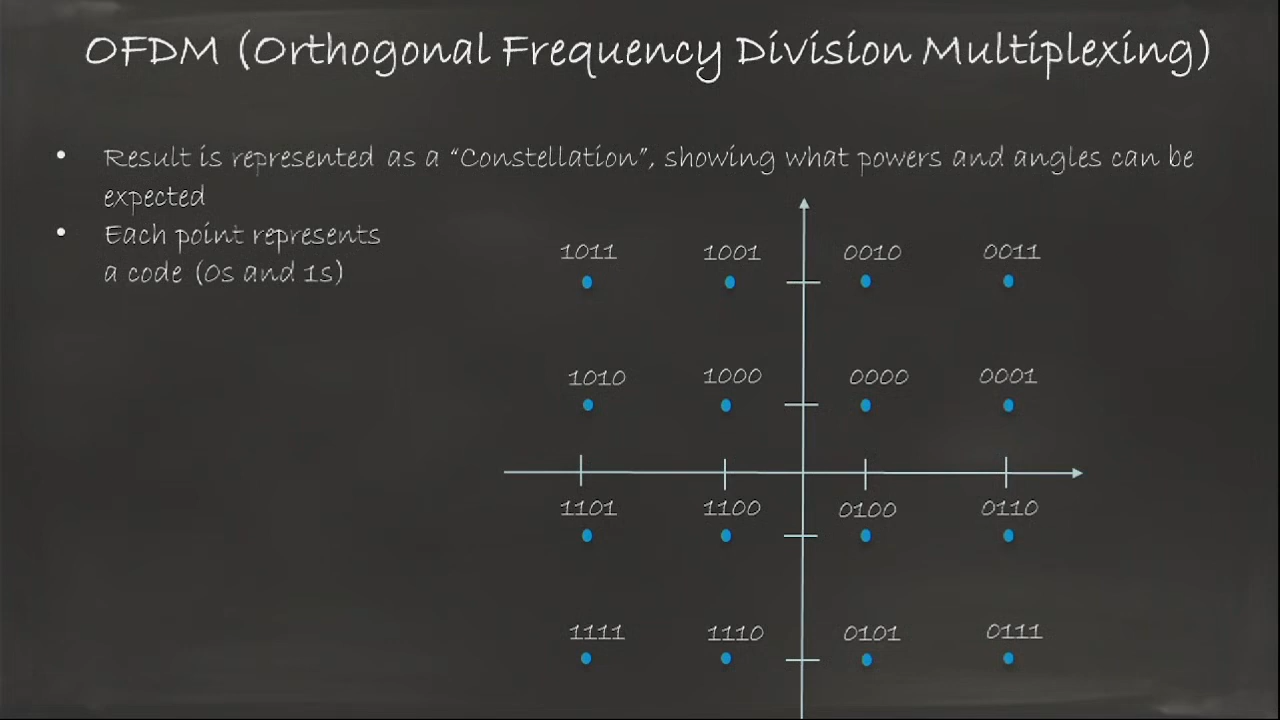 OFDM (Orthogonal Frequency Division Multiplexing)
• Result is represented as a “Constellation”, showing what powers and angles can be
expected
• Each point represents
a code (0s and 1s)
1011 1001 0010 0011
1010 1000 0000 0001
1101 1100 0100 0110
1111 1110 0101 0111